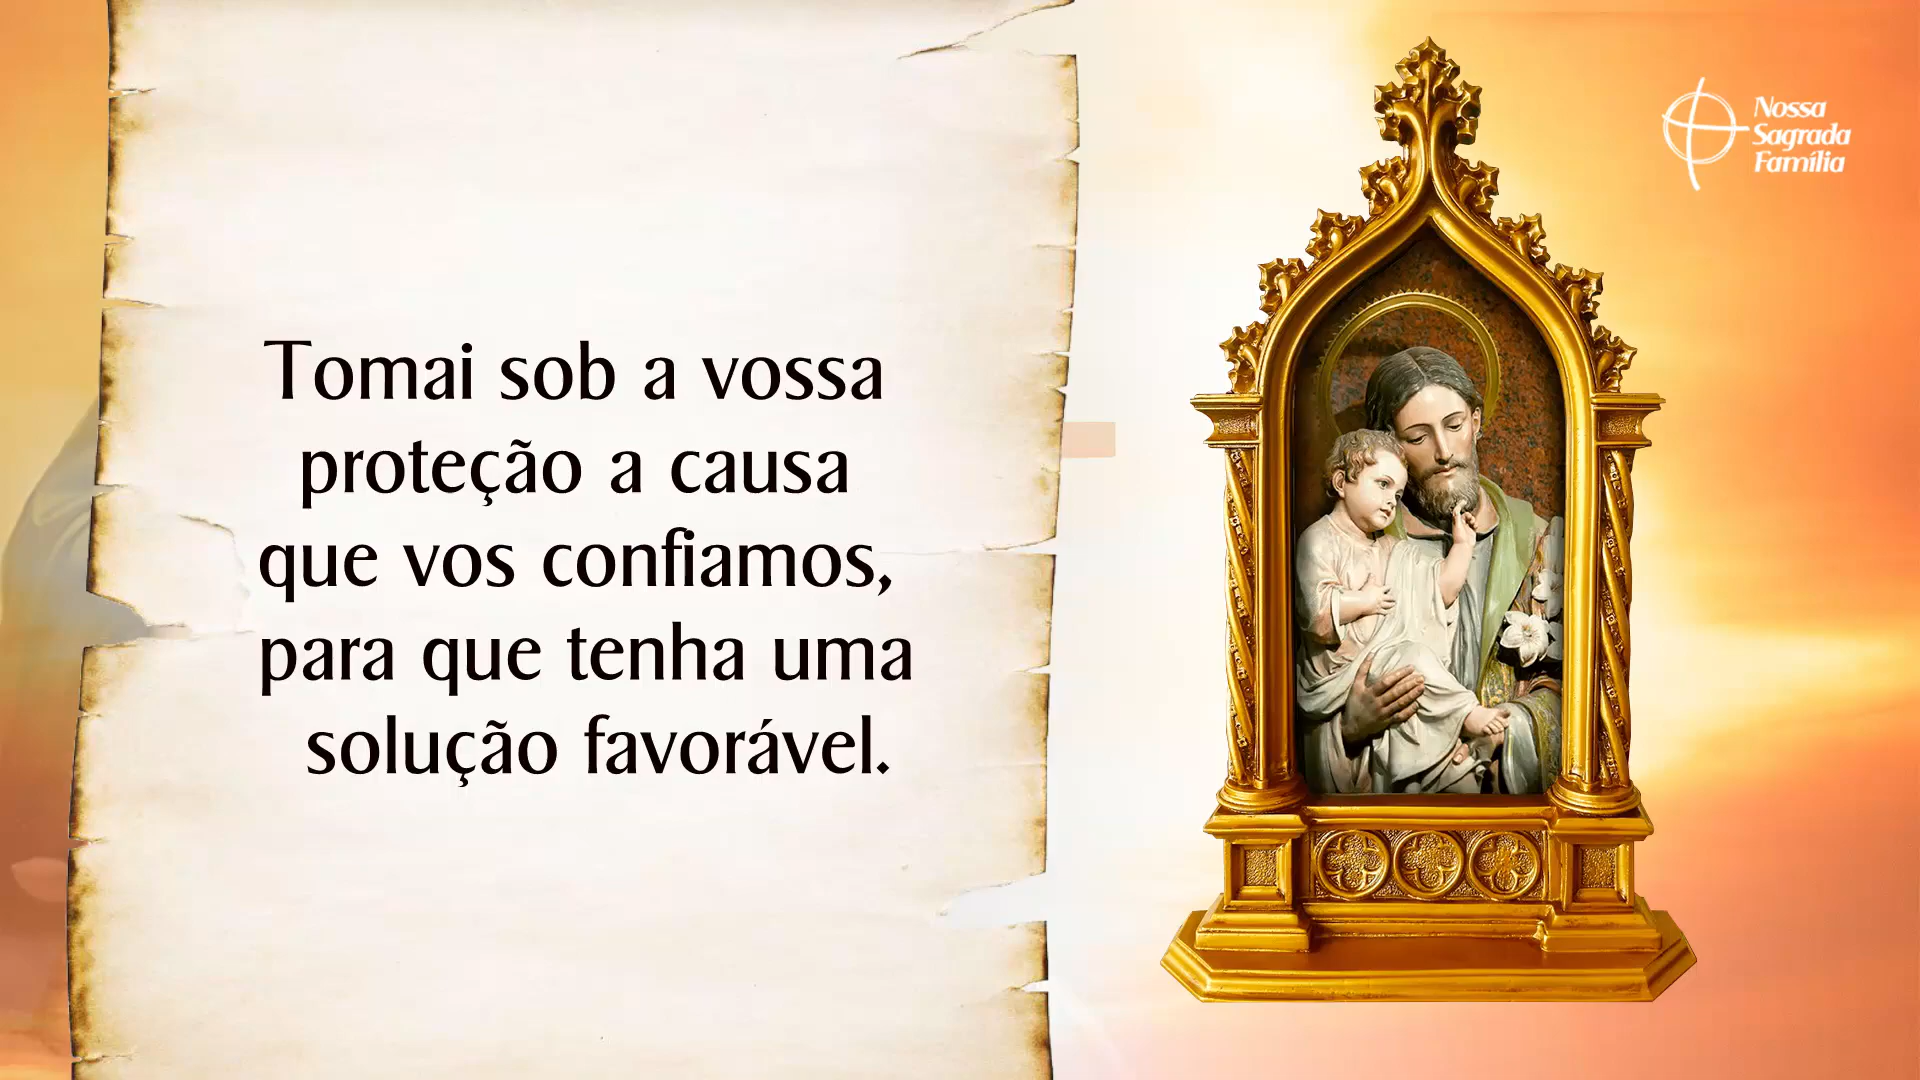 Tomai sob a vossa
proteção a causa
que vos confiamos,
para que tenha uma
solução favorável.
Nossa
Sagrada
Família